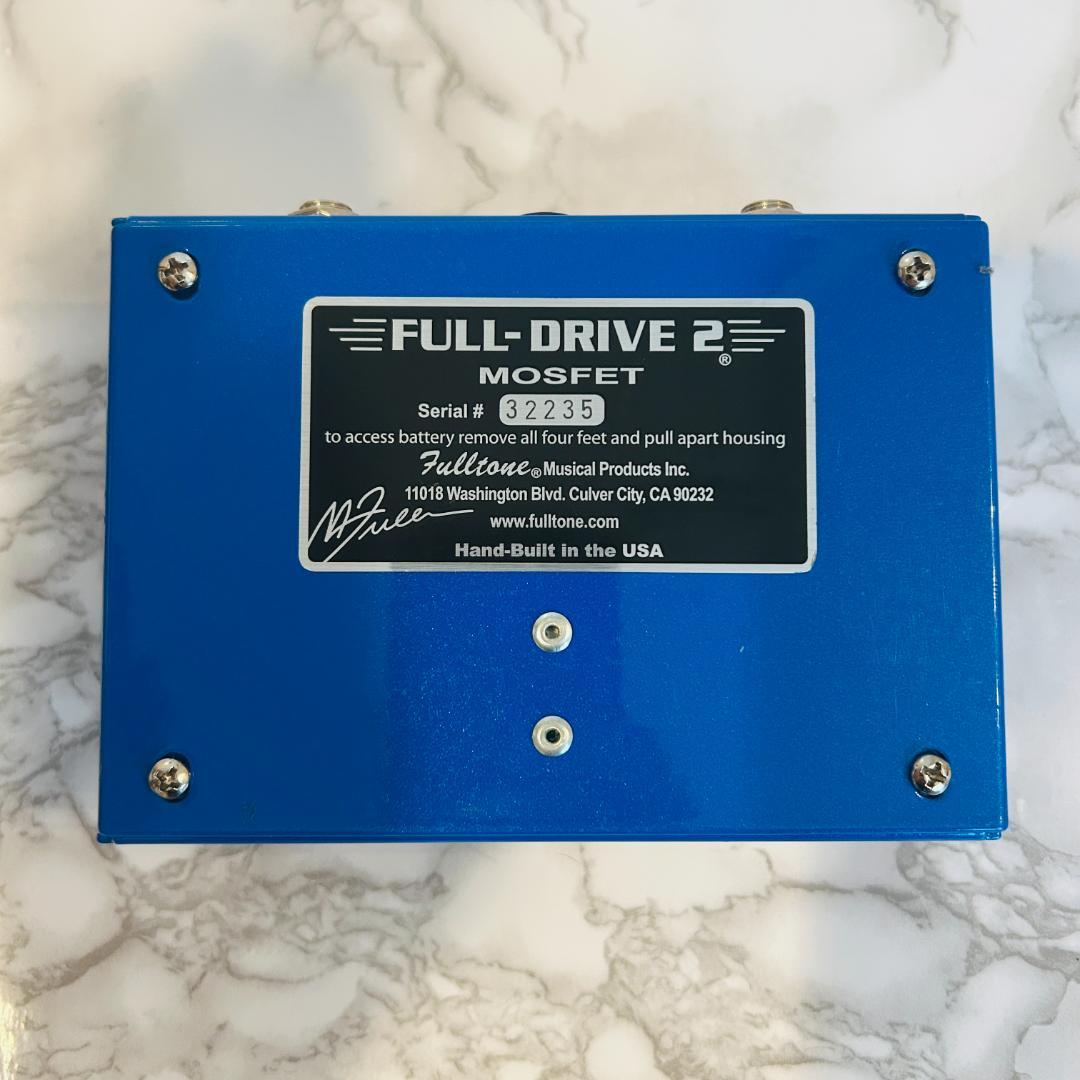 FULL-DRIVE 2®
MOSFET
Serial # 32235
to access battery remove all four feet and pull apart housing
Fulltone® Musical Products Inc.
11018 Washington Blvd. Culver City, CA 90232
M Fuller
www.fulltone.com
Hand-Built in the USA